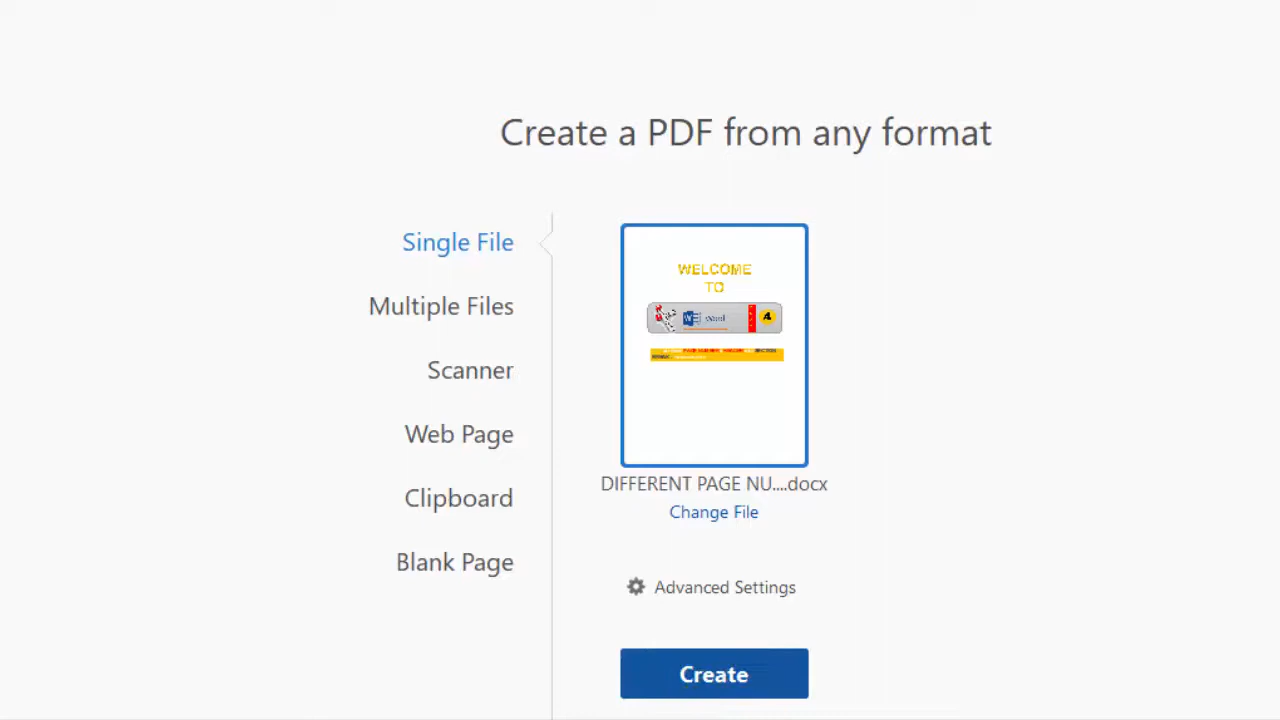 Create a PDF from any format
Single File
Multiple Files
Scanner
Web Page
Clipboard
Blank Page
WELCOME
TO
Word
A
DIFFERENT PAGE NU....docx
Change File
Advanced Settings
Create